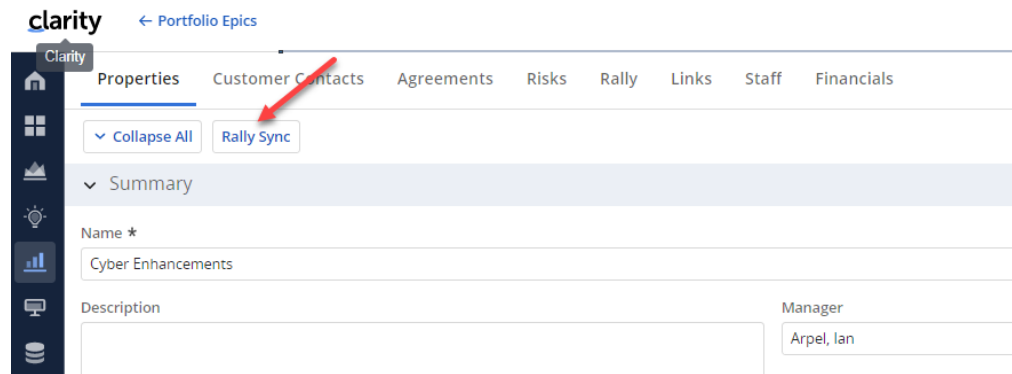 clarity ← Portfolio Epics
Clarity
Properties Customer Contacts Agreements Risks Rally Links Staff Financials
Collapse All Rally Sync
Summary
Name *
Cyber Enhancements
Description Manager
Arpel, Ian